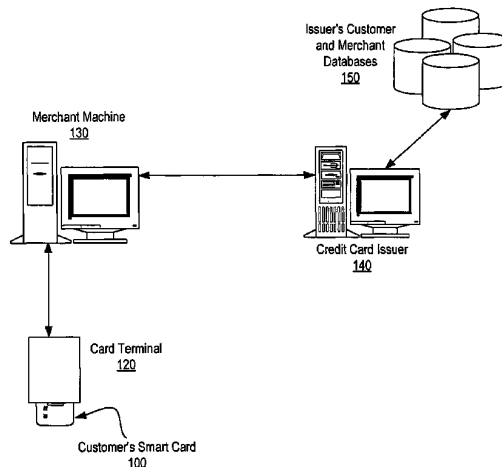 Issuer's Customer
and Merchant
Databases
150
Merchant Machine
130
Credit Card Issuer
140
Card Terminal
120
Customer's Smart Card
100